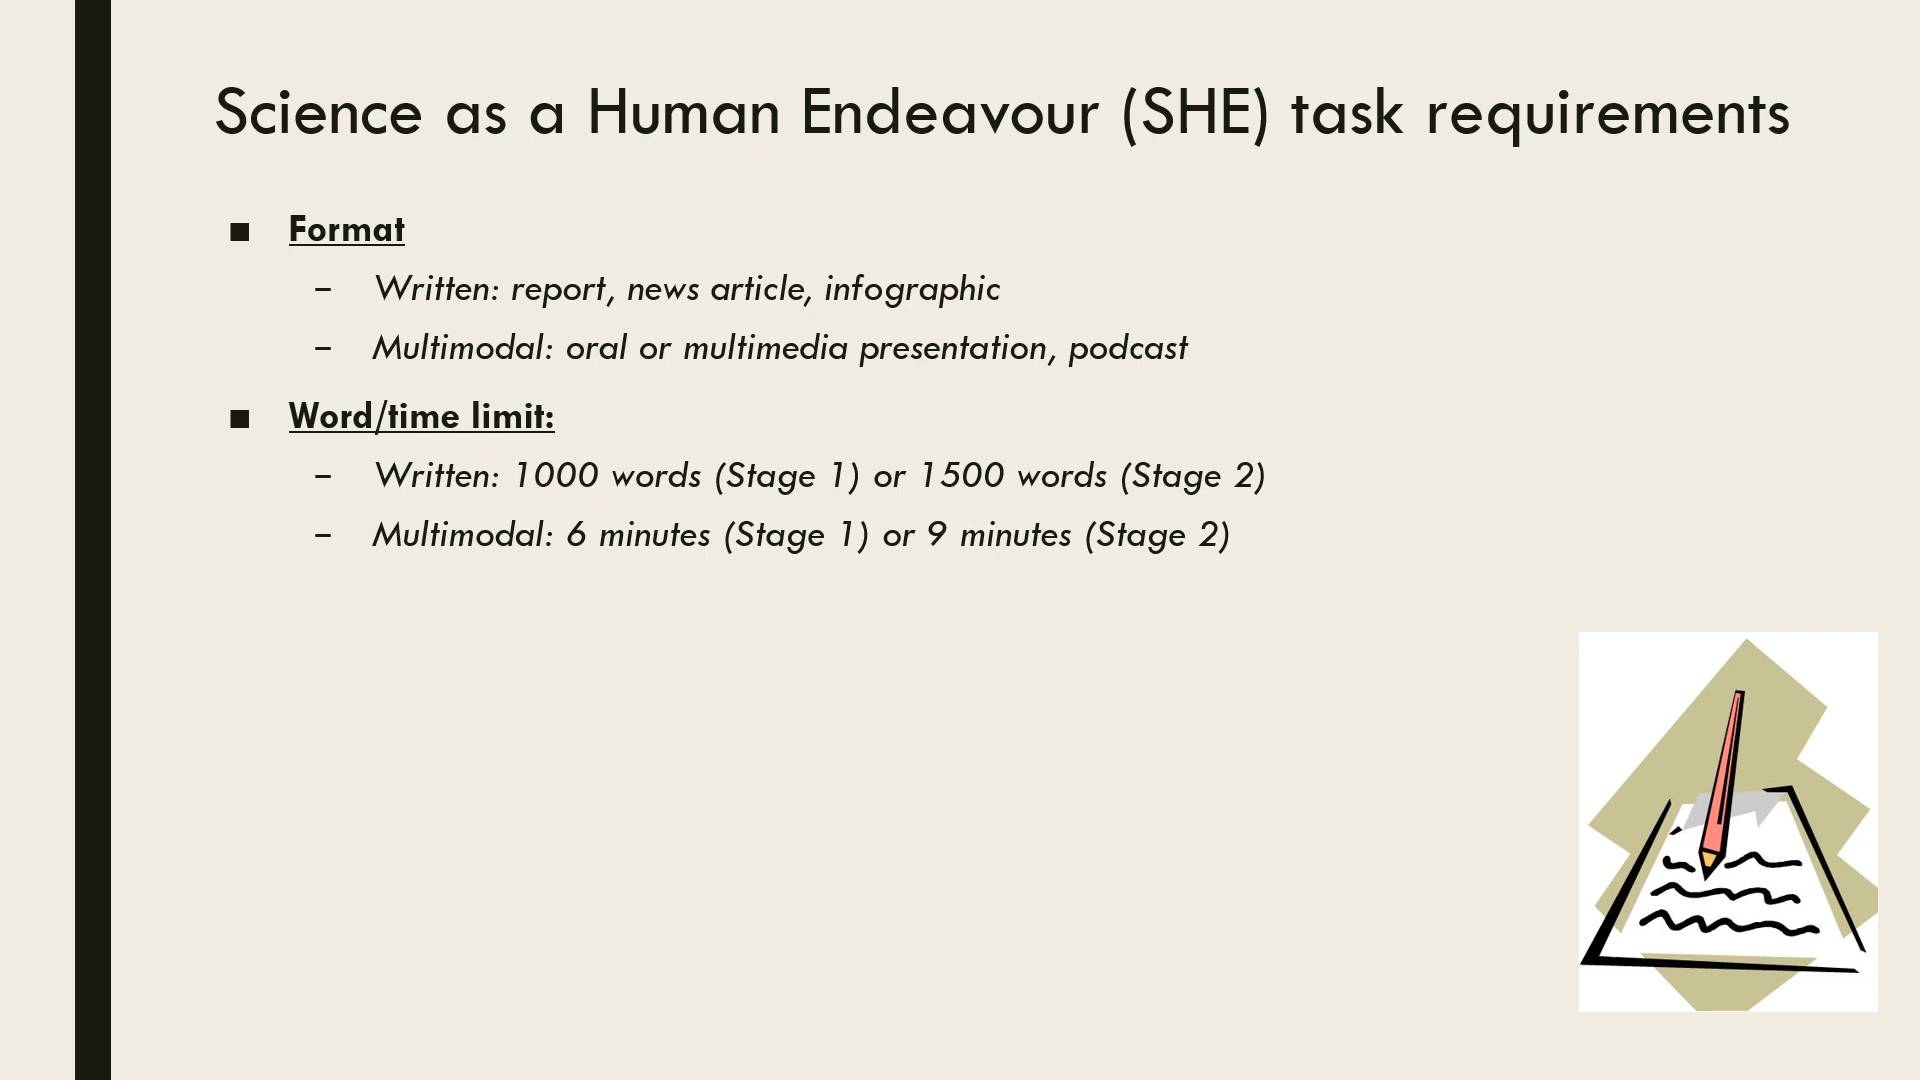 Science as a Human Endeavour (SHE) task requirements
■ Format
– Written: report, news article, infographic
– Multimodal: oral or multimedia presentation, podcast
■ Word/time limit:
– Written: 1000 words (Stage 1) or 1500 words (Stage 2)
– Multimodal: 6 minutes (Stage 1) or 9 minutes (Stage 2)